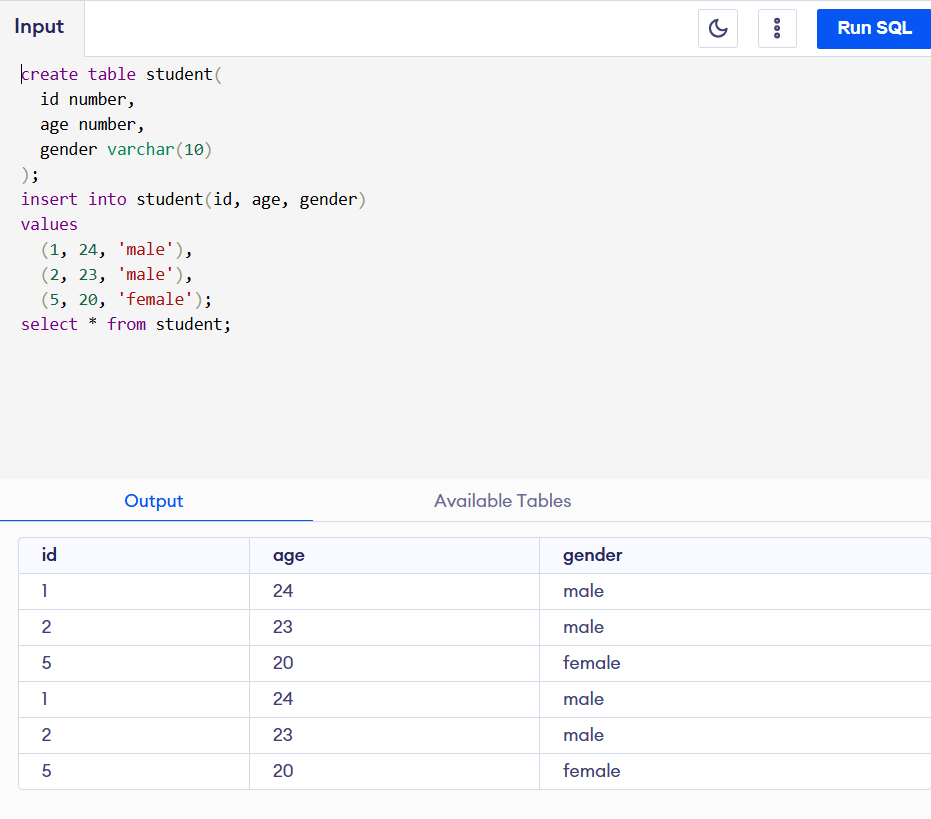 Input
Run SQL
create table student(
  id number,
  age number,
  gender varchar(10)
);
insert into student(id, age, gender)
values
  (1, 24, 'male'),
  (2, 23, 'male'),
  (5, 20, 'female');
select * from student;
Output Available Tables
id age gender
1 24 male
2 23 male
5 20 female
1 24 male
2 23 male
5 20 female